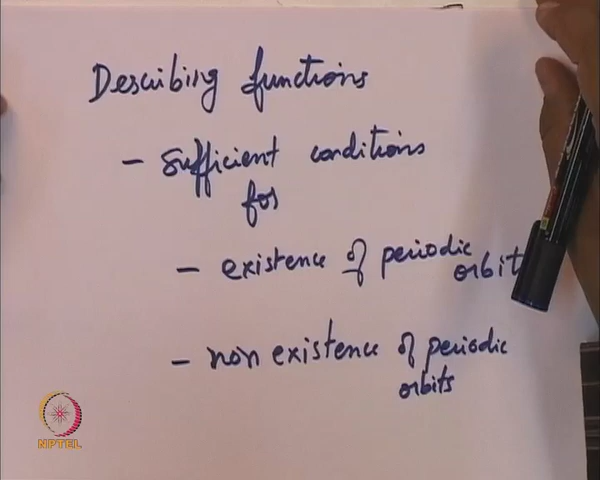 Describing functions
- sufficient conditions
for
- existence of periodic
orbit
- non existence of periodic
orbits
NPTEL